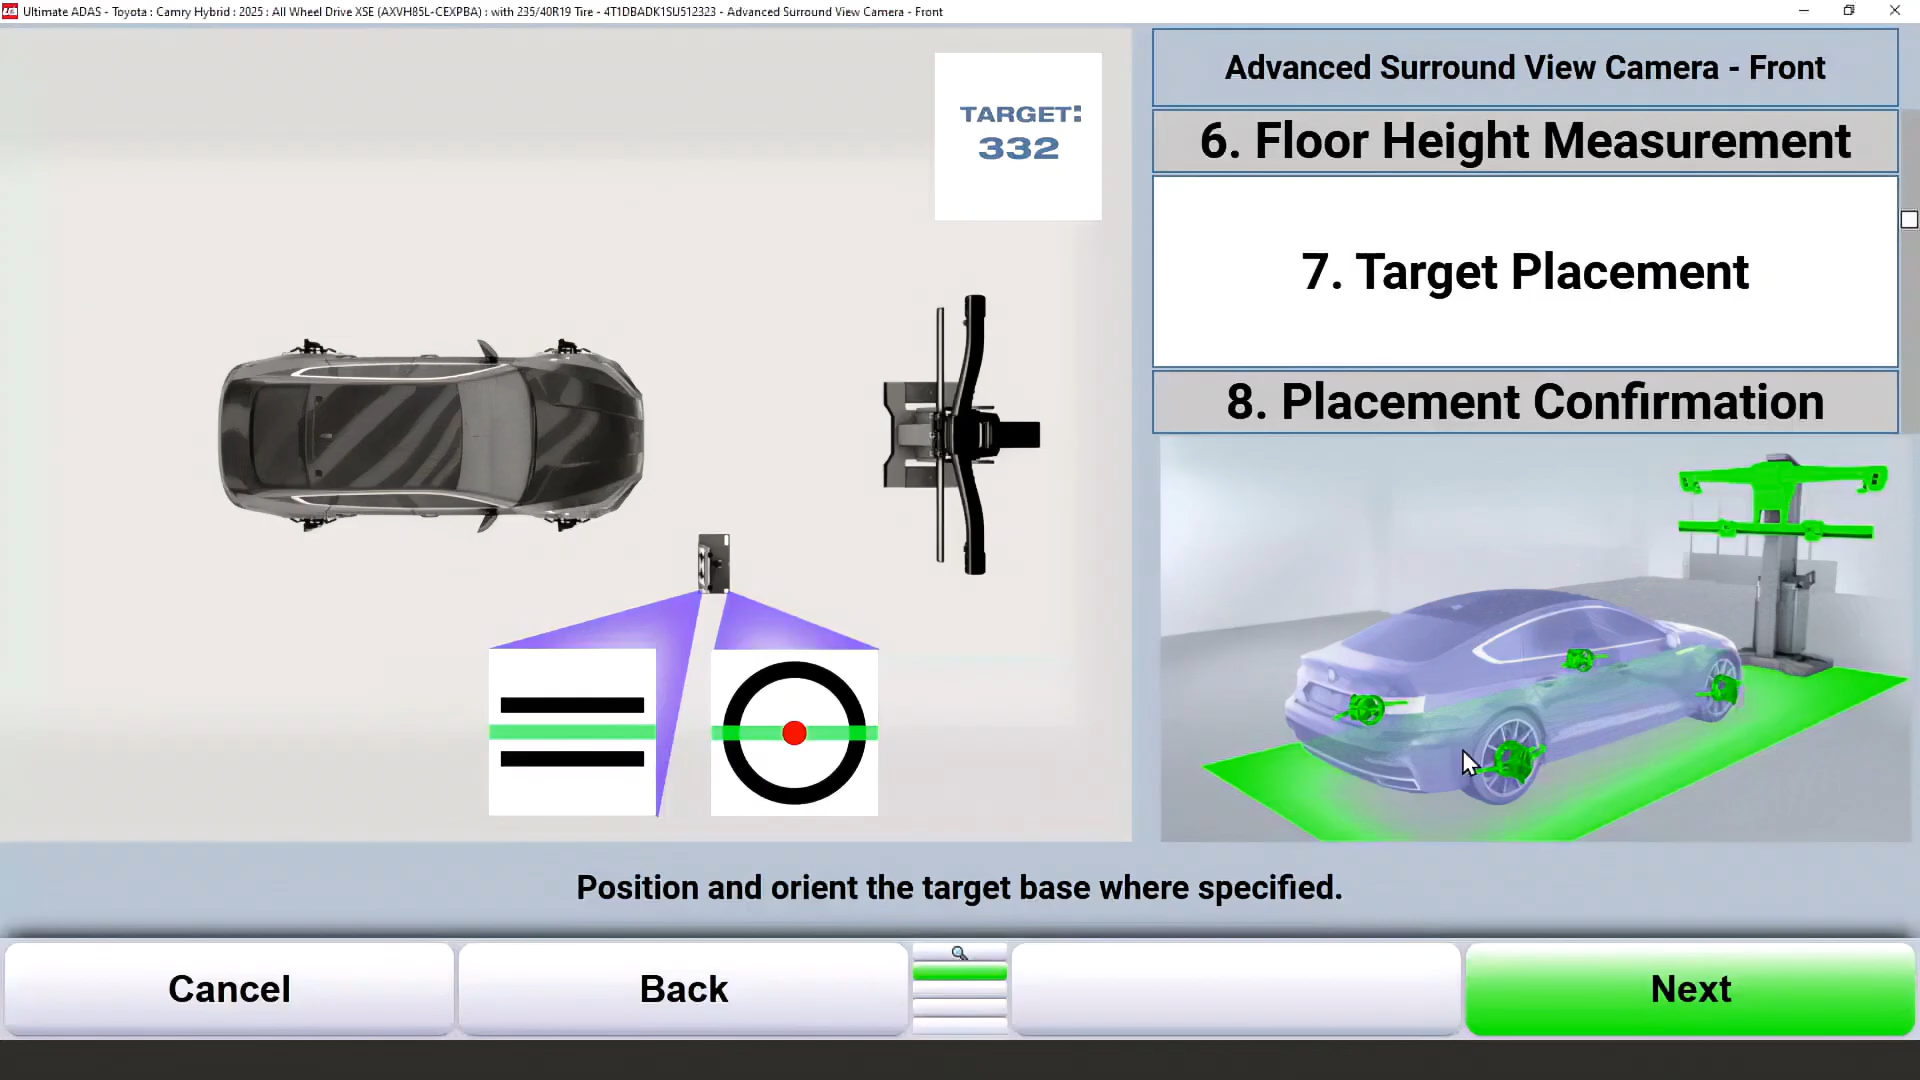 Ultimate ADAS - Toyota : Camry Hybrid : 2025 : All Wheel Drive XSE (AXVH85L-CEXPBA) : with 235/40R19 Tire - 4T1DBADK1SU512323 - Advanced Surround View Camera - Front
TARGET:
332
Advanced Surround View Camera - Front
6. Floor Height Measurement
7. Target Placement
8. Placement Confirmation
Position and orient the target base where specified.
Cancel
Back
Next